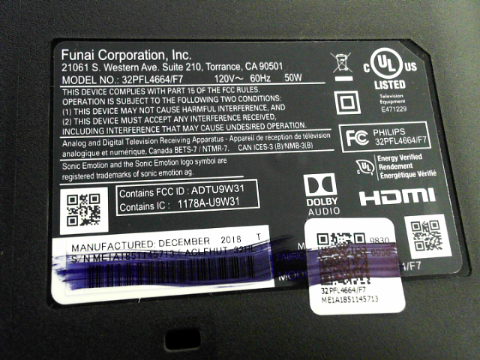 Funai Corporation, Inc.
21061 S. Western Ave. Suite 210, Torrance, CA 90501
MODEL NO.: 32PFL4664/F7 120V~ 60Hz 50W
THIS DEVICE COMPLIES WITH PART 15 OF THE FCC RULES.
OPERATION IS SUBJECT TO THE FOLLOWING TWO CONDITIONS:
(1) THIS DEVICE MAY NOT CAUSE HARMFUL INTERFERENCE, AND
(2) THIS DEVICE MUST ACCEPT ANY INTERFERENCE RECEIVED,
INCLUDING INTERFERENCE THAT MAY CAUSE UNDESIRED OPERATION.
Analog and Digital Television Receiving Apparatus - Appareil de réception de télévision
analogique et numérique, Canada BETS-7 / NTMR-7. CAN ICES-3 (B)/NMB-3(B)
Sonic Emotion and Sonic Emotion logo symbol are
registered trademarks of sonic emotion ag.
c UL US
LISTED
Television
Equipment
E471229
FC PHILIPS
32PFL4664/F7
Energy Verified
Rendement
Énergétique Vérifié
Contains FCC ID : ADTU9W31
Contains IC : 1178A-U9W31
DOLBY
AUDIO
HDMI
MANUFACTURED: DECEMBER 2018 T
S/N
9830
/F7
32PFL4664/F7
ME1A1851145713